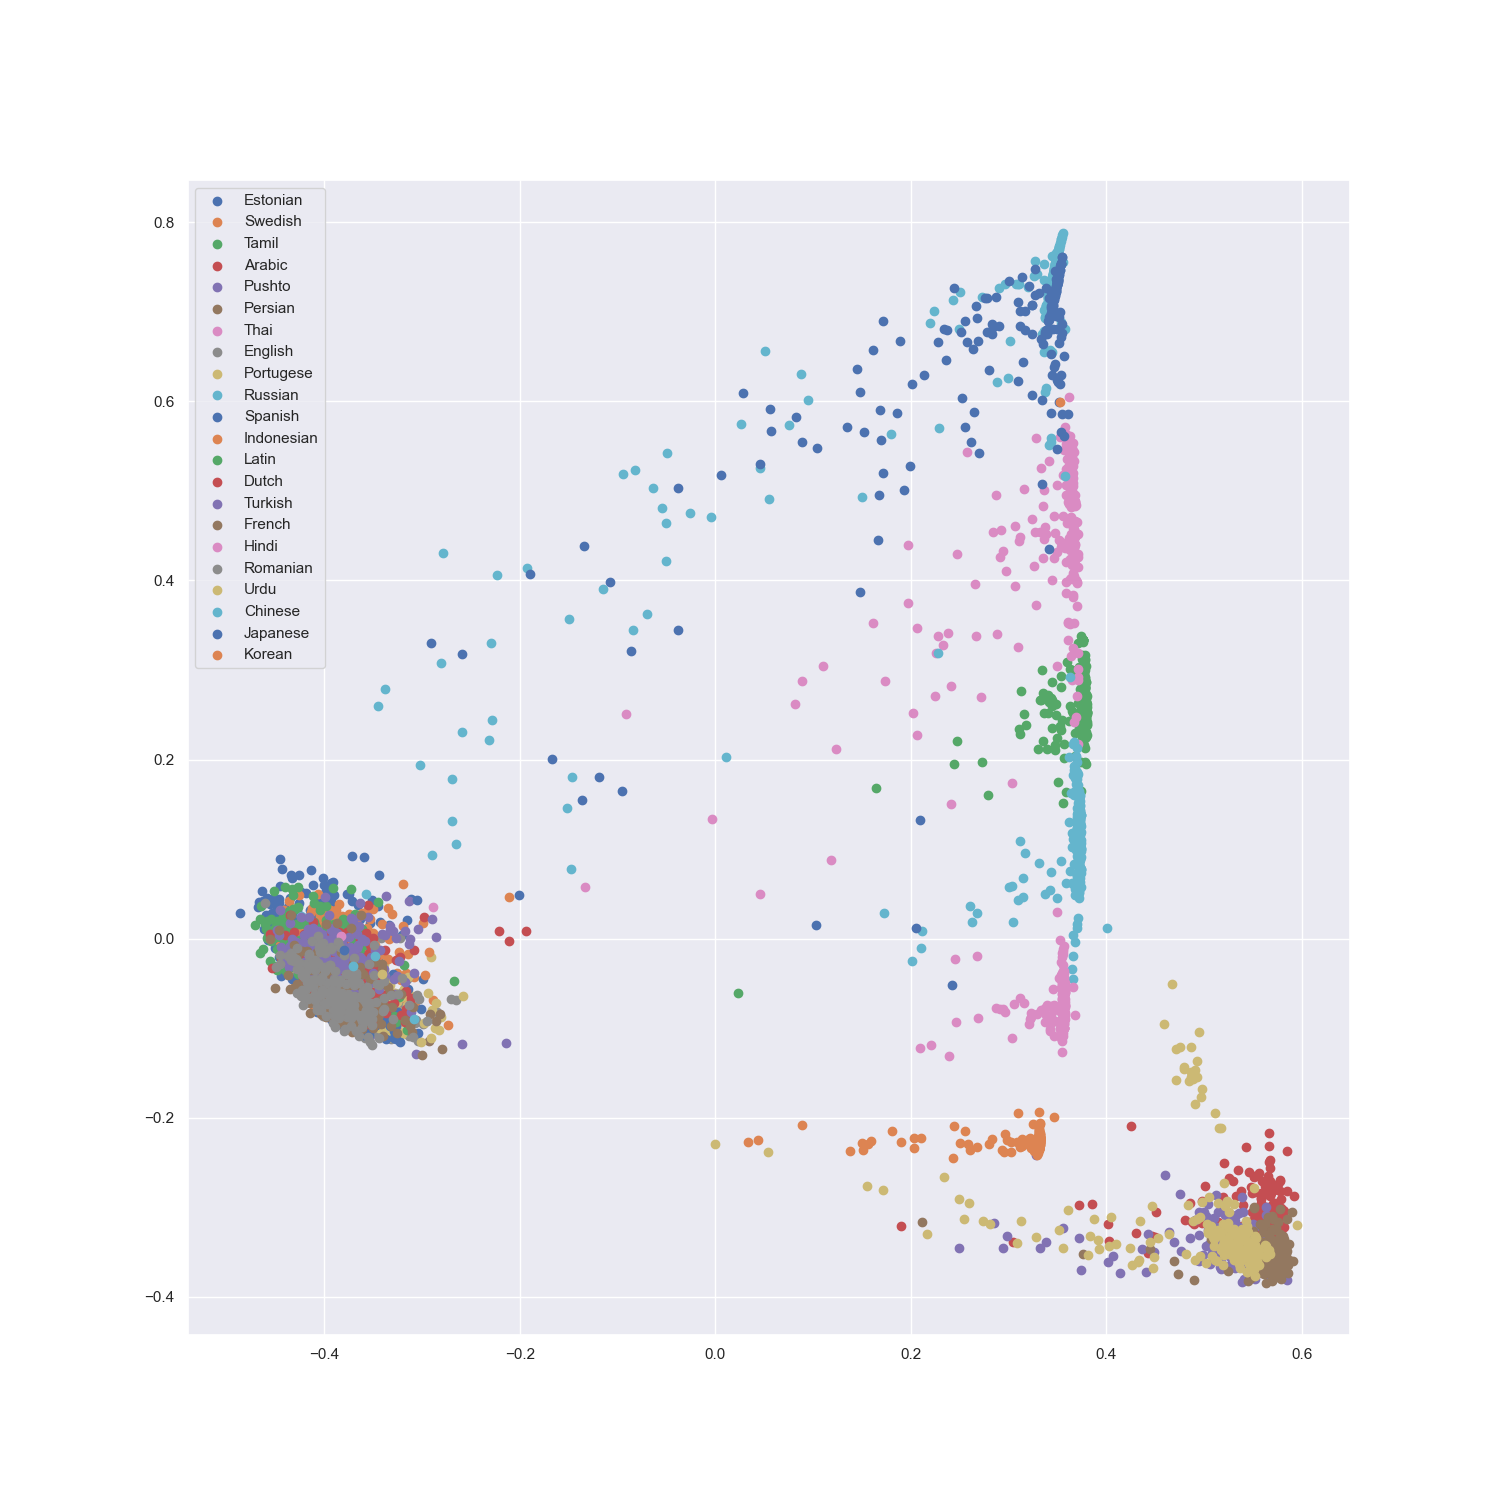 Estonian
Swedish
Tamil
Arabic
Pushto
Persian
Thai
English
Portugese
Russian
Spanish
Indonesian
Latin
Dutch
Turkish
French
Hindi
Romanian
Urdu
Chinese
Japanese
Korean
0.8
0.6
0.4
0.2
0.0
−0.2
−0.4
−0.4
−0.2
0.0
0.2
0.4
0.6